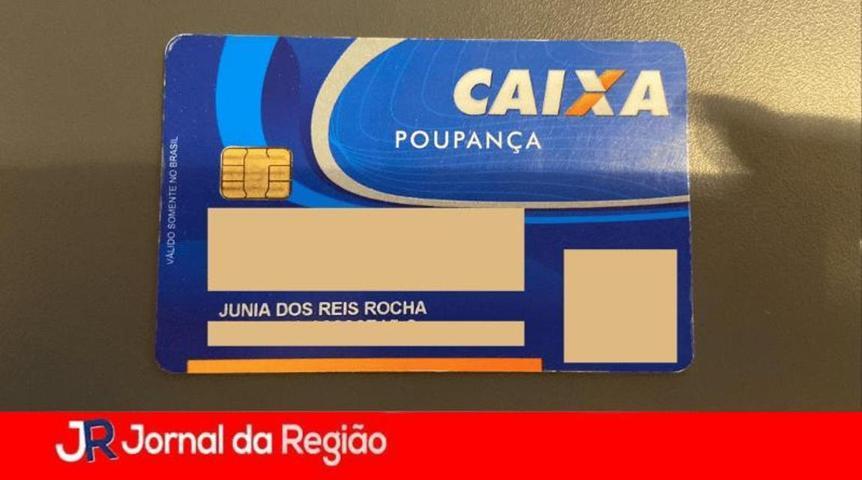 CAIXA
POUPANÇA
VÁLIDO SOMENTE NO BRASIL
JUNIA DOS REIS ROCHA
JR Jornal da Região